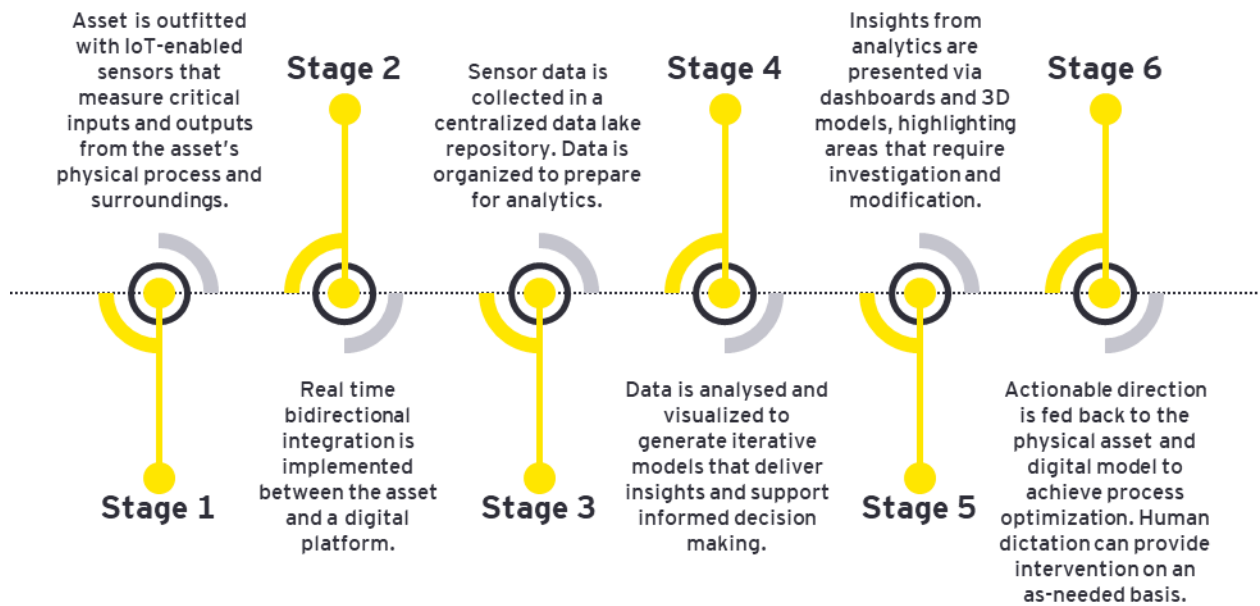 Asset is outfitted
with IoT-enabled
sensors that
measure critical
inputs and outputs
from the asset's
physical process and
surroundings.
Stage 1
Stage 2
Real time
bidirectional
integration is
implemented
between the asset
and a digital
platform.
Sensor data is
collected in a
centralized data lake
repository. Data is
organized to prepare
for analytics.
Stage 3
Stage 4
Data is analysed and
visualized to
generate iterative
models that deliver
insights and support
informed decision
making.
Insights from
analytics are
presented via
dashboards and 3D
models, highlighting
areas that require
investigation and
modification.
Stage 5
Stage 6
Actionable direction
is fed back to the
physical asset and
digital model to
achieve process
optimization. Human
dictation can provide
intervention on an
as-needed basis.